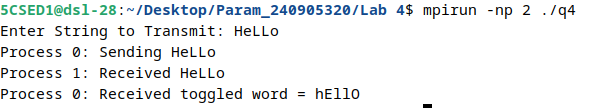 5CSED1@dsl-28:~/Desktop/Param_240905320/Lab 4$ mpirun -np 2 ./q4
Enter String to Transmit: HeLLo
Process 0: Sending HeLLo
Process 1: Received HeLLo
Process 0: Received toggled word = hEllO